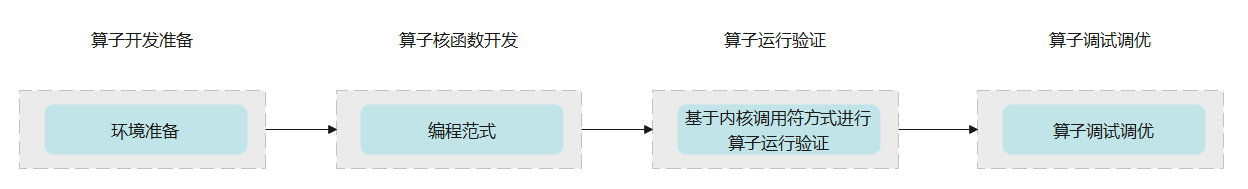 算子开发准备
算子核函数开发
算子运行验证
算子调试调优
环境准备
编程范式
基于内核调用符方式进行
算子运行验证
算子调试调优